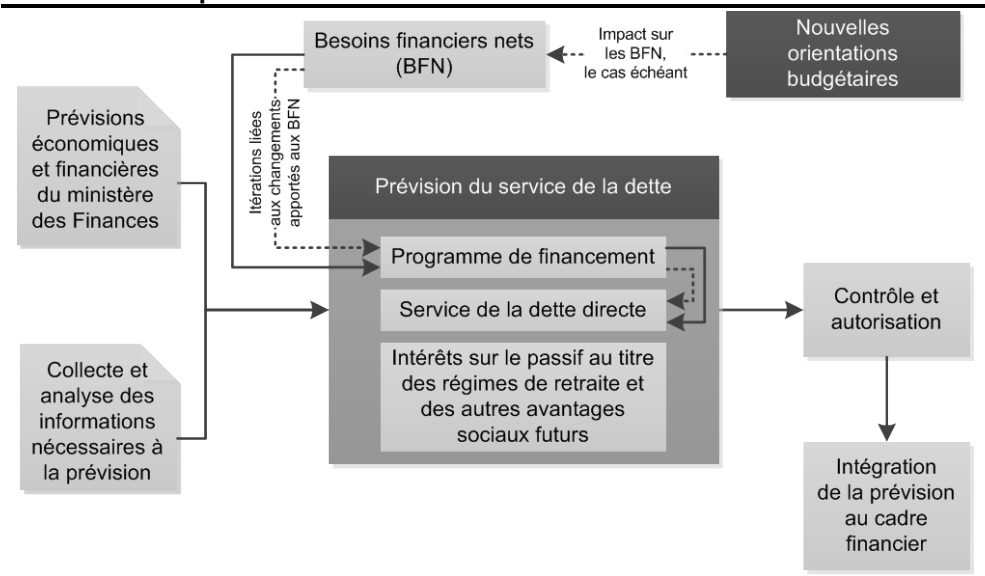 Besoins financiers nets
(BFN)
Impact sur
les BFN,
le cas échéant
Nouvelles
orientations
budgétaires
Prévisions
économiques
et financières
du ministère
des Finances
Itérations liées
aux changements
apportés aux BFN
Prévision du service de la dette
Programme de financement
Service de la dette directe
Intérêts sur le passif au titre
des régimes de retraite et
des autres avantages
sociaux futurs
Collecte et
analyse des
informations
nécessaires à
la prévision
Contrôle et
autorisation
Intégration
de la prévision
au cadre
financier